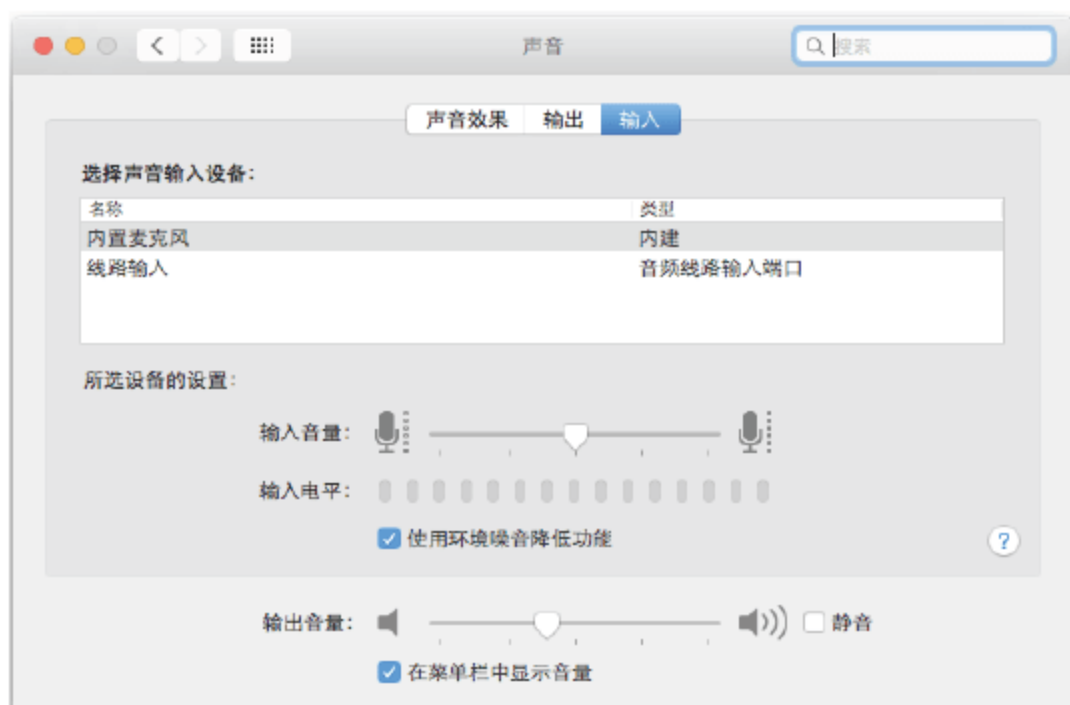 声音
搜索
声音效果 输出 输入
选择声音输入设备：
名称 类型
内置麦克风 内建
线路输入 音频线路输入端口
所选设备的设置：
输入音量：
输入电平：
使用环境噪音降低功能
?
输出音量： 静音
在菜单栏中显示音量